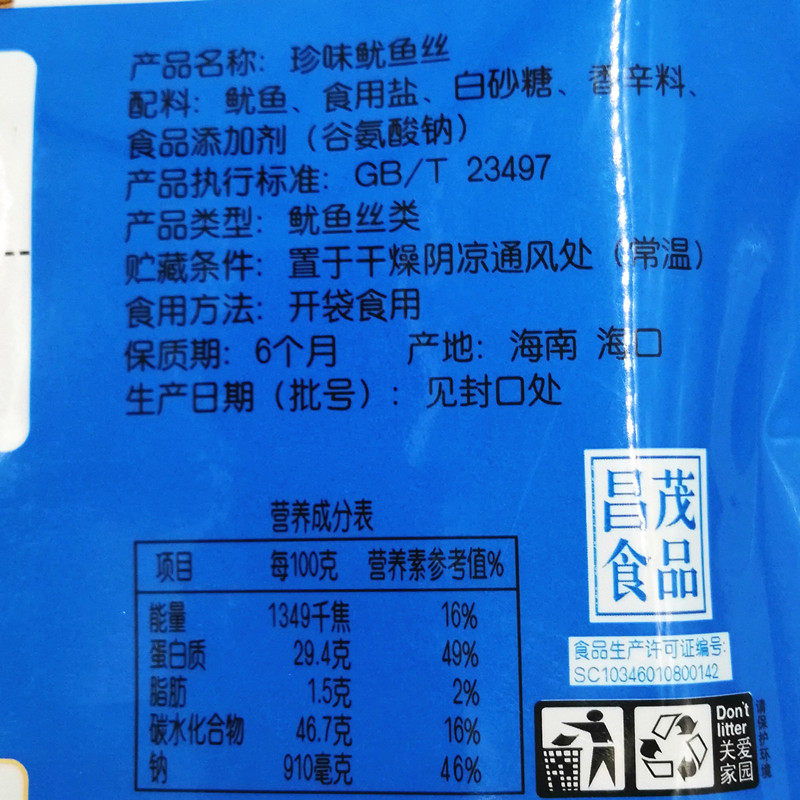 产品名称: 珍味鱿鱼丝
配料: 鱿鱼、食用盐、白砂糖、香辛料、
食品添加剂（谷氨酸钠）
产品执行标准: GB/T 23497
产品类型: 鱿鱼丝类
贮藏条件: 置于干燥阴凉通风处（常温）
食用方法: 开袋食用
保质期: 6个月 产地: 海南 海口
生产日期（批号）: 见封口处
营养成分表
项目 每100克 营养素参考值%
能量 1349千焦 16%
蛋白质 29.4克 49%
脂肪 1.5克 2%
碳水化合物 46.7克 16%
钠 910毫克 46%
昌茂
食品
食品生产许可证编号:
SC10346010800142
Don't
litter
关爱
家园
请保护环境